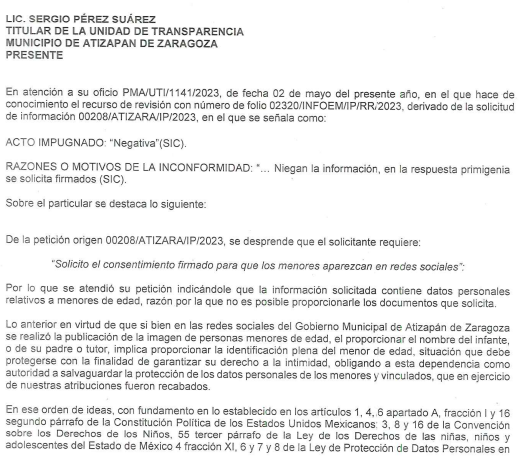 LIC. SERGIO PÉREZ SUÁREZ
TITULAR DE LA UNIDAD DE TRANSPARENCIA
MUNICIPIO DE ATIZAPAN DE ZARAGOZA
PRESENTE
En atención a su oficio PMA/UTI/1141/2023, de fecha 02 de mayo del presente año, en el que hace de
conocimiento el recurso de revisión con número de folio 02320/INFOEM/IP/RR/2023, derivado de la solicitud
de información 00208/ATIZARA/IP/2023, en el que se señala como:
ACTO IMPUGNADO: “Negativa”(SIC).
RAZONES O MOTIVOS DE LA INCONFORMIDAD: “… Niegan la información, en la respuesta primigenia
se solicita firmados (SIC).
Sobre el particular se destaca lo siguiente:
De la petición origen 00208/ATIZARA/IP/2023, se desprende que el solicitante requiere:
“Solicito el consentimiento firmado para que los menores aparezcan en redes sociales”:
Por lo que se atendió su petición indicándole que la información solicitada contiene datos personales
relativos a menores de edad, razón por la que no es posible proporcionarle los documentos que solicita.
Lo anterior en virtud de que si bien en las redes sociales del Gobierno Municipal de Atizapán de Zaragoza
se realizó la publicación de la imagen de personas menores de edad, el proporcionar el nombre del infante,
o de su padre o tutor, implica proporcionar la identificación plena del menor de edad, situación que debe
protegerse con la finalidad de garantizar su derecho a la intimidad, obligando a esta dependencia como
autoridad a salvaguardar la protección de los datos personales de los menores y vinculados, que en ejercicio
de nuestras atribuciones fueron recabados.
En ese orden de ideas, con fundamento en lo establecido en los artículos 1, 4, 6 apartado A, fracción I y 16
segundo párrafo de la Constitución Política de los Estados Unidos Mexicanos; 3, 8 y 16 de la Convención
sobre los Derechos de los Niños, 55 tercer párrafo de la Ley de los Derechos de las niñas, niños y
adolescentes del Estado de México 4 fracción XI, 6 y 7 y 8 de la Ley de Protección de Datos Personales en